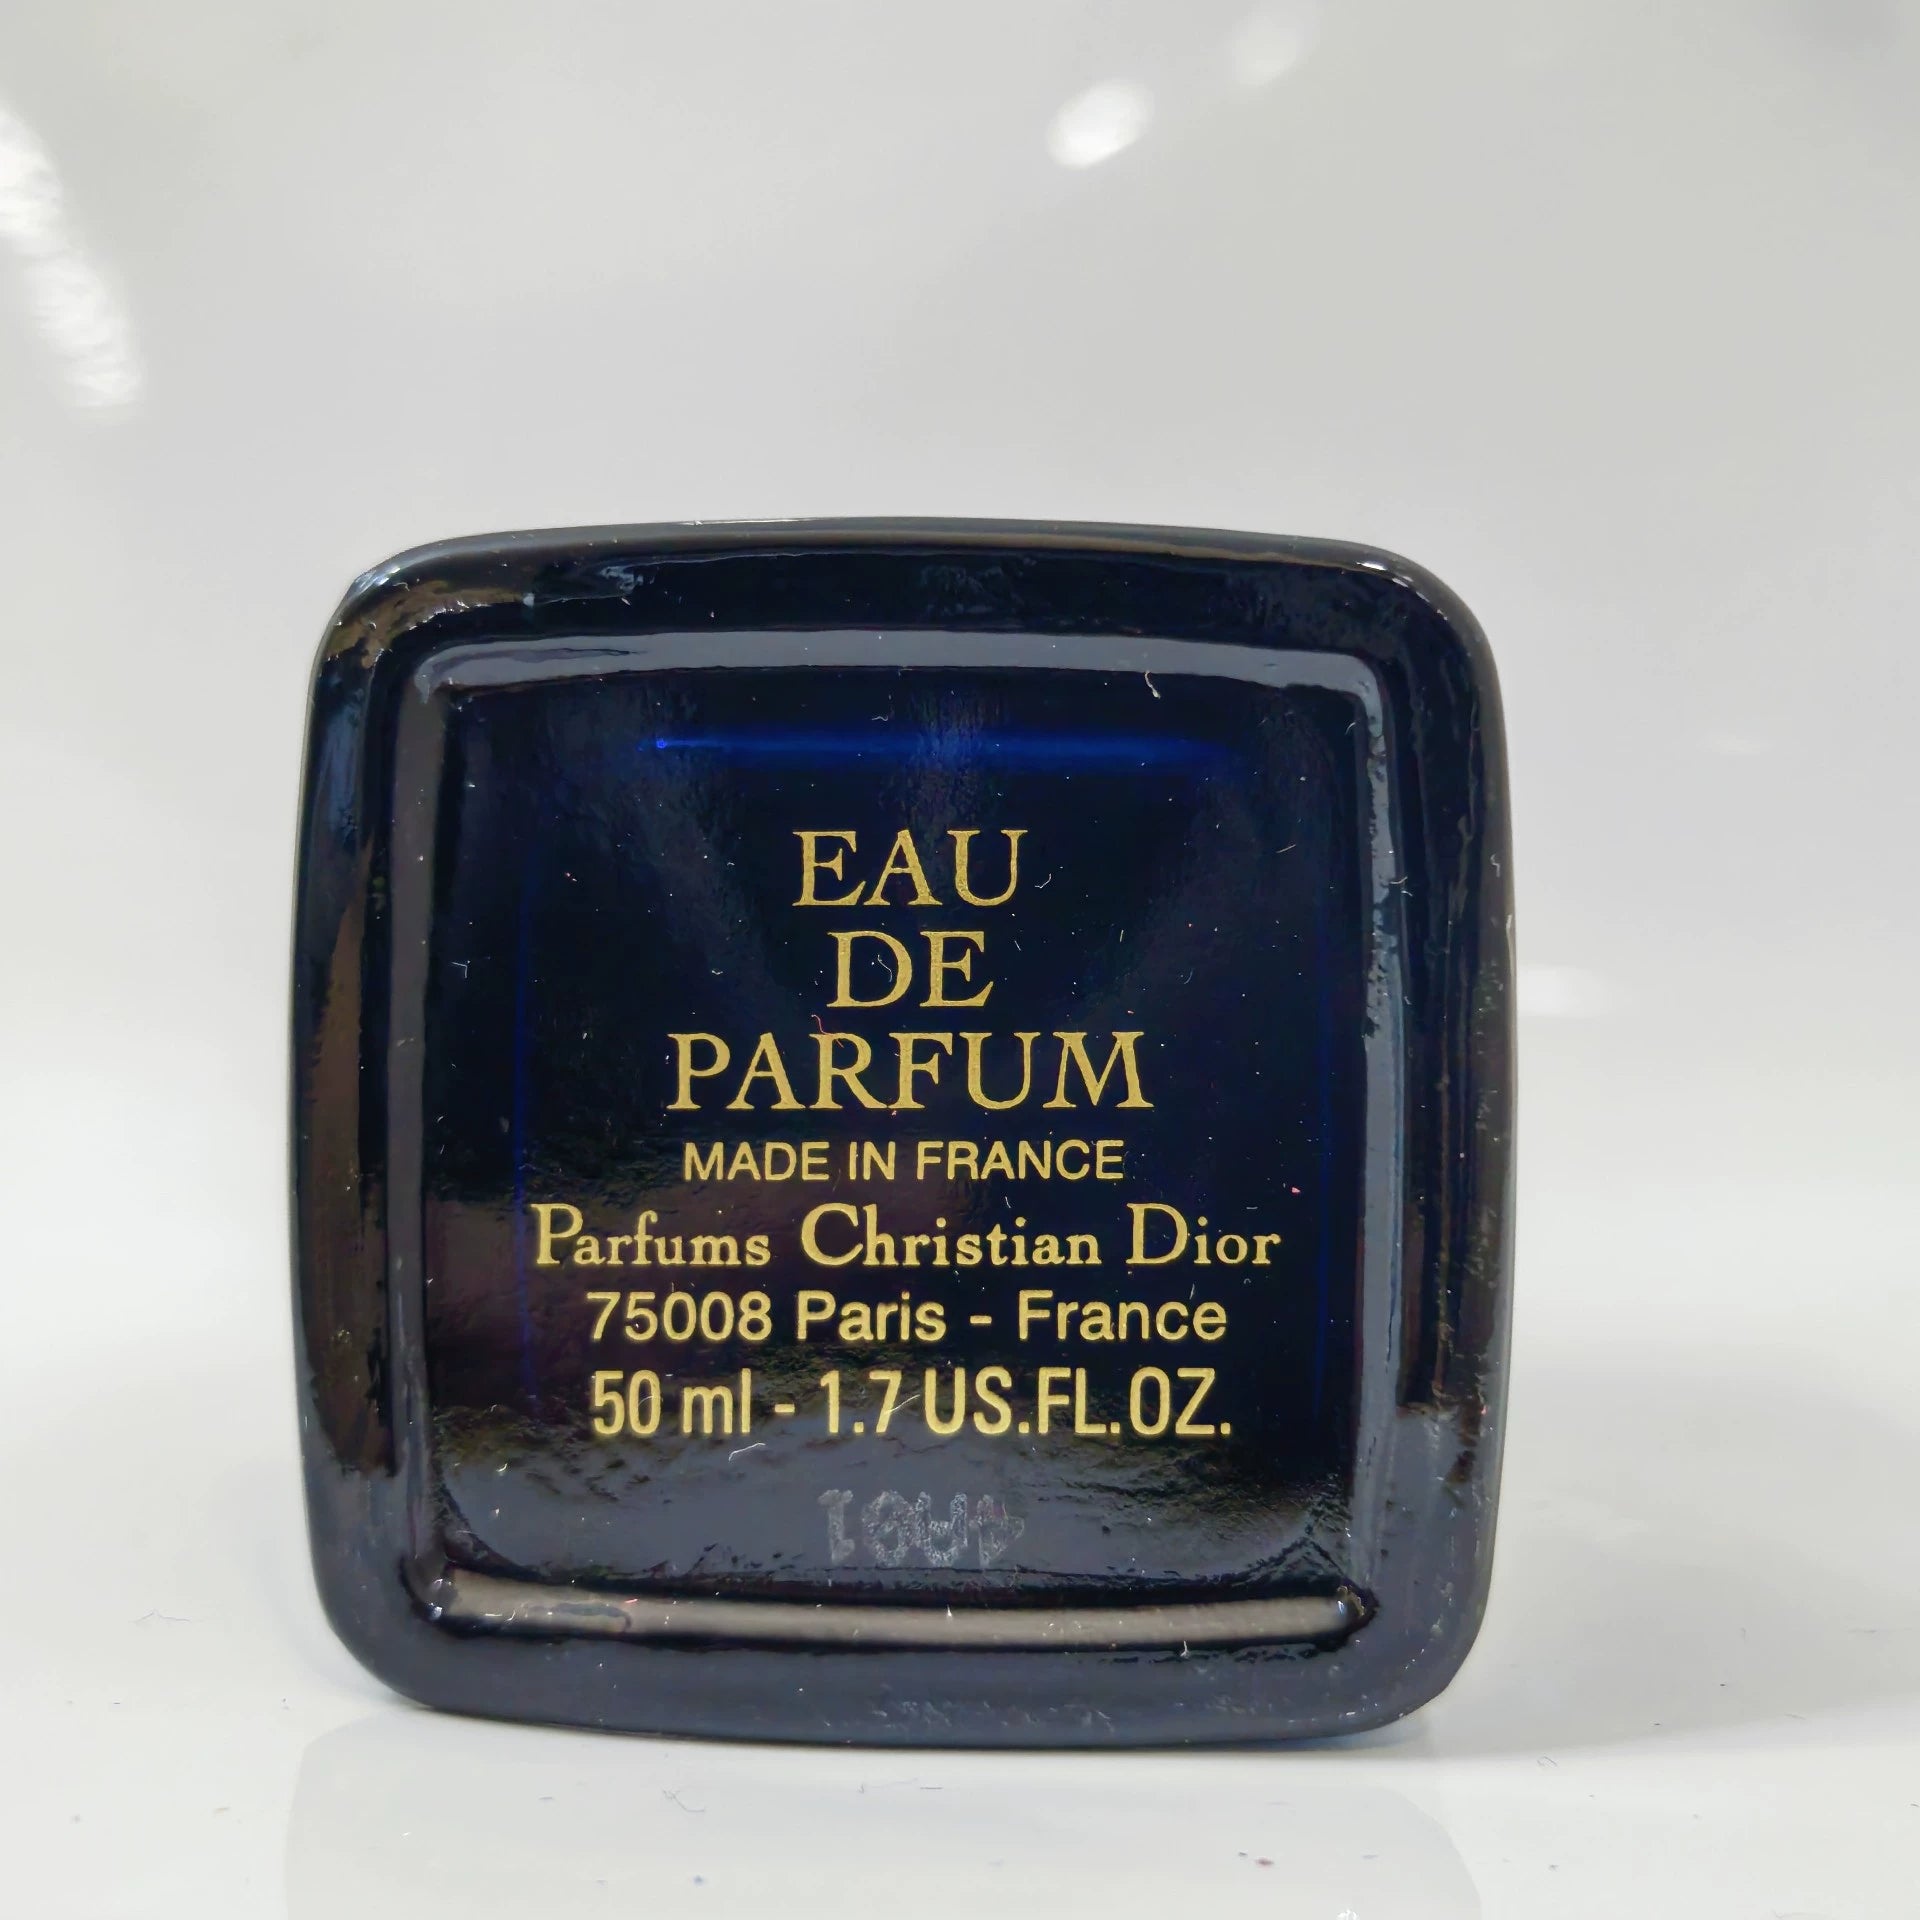 EAU
DE
PARFUM
MADE IN FRANCE
Parfums Christian Dior
75008 Paris - France
50 ml - 1.7 US.FL.OZ.